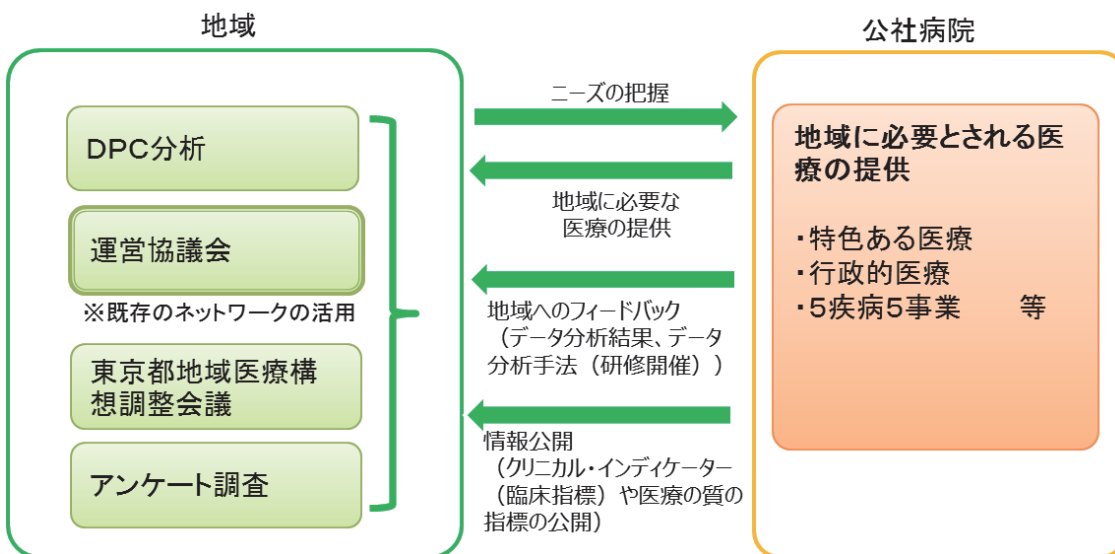 地域
DPC分析
運営協議会
※既存のネットワークの活用
東京都地域医療構
想調整会議
アンケート調査
ニーズの把握
地域に必要な
医療の提供
地域へのフィードバック
（データ分析結果、データ
分析手法（研修開催））
情報公開
（クリニカル・インディケーター
（臨床指標）や医療の質の
指標の公開）
公社病院
地域に必要とされる医
療の提供
・特色ある医療
・行政的医療
・5疾病5事業　　等